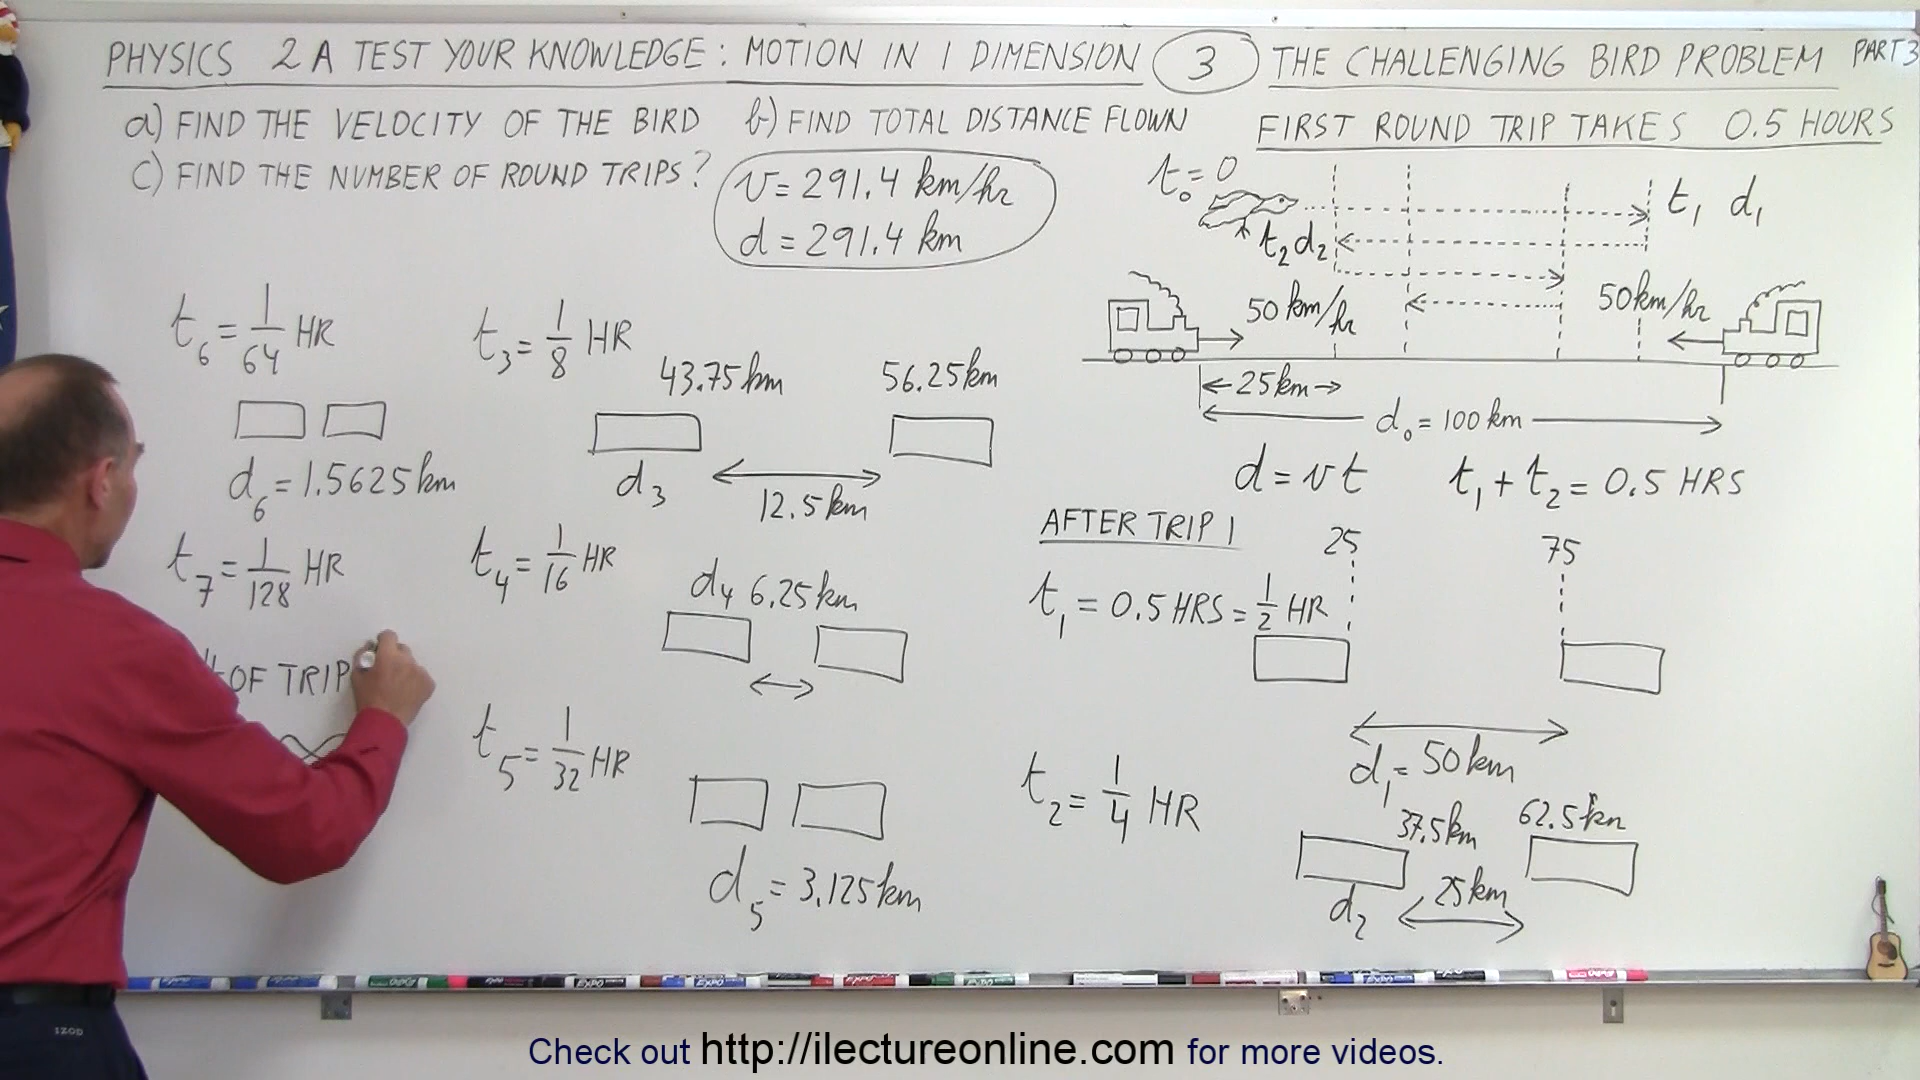 PHYSICS 2A TEST YOUR KNOWLEDGE: MOTION IN 1 DIMENSION 3 THE CHALLENGING BIRD PROBLEM PART 3
a) FIND THE VELOCITY OF THE BIRD b) FIND TOTAL DISTANCE FLOWN
c) FIND THE NUMBER OF ROUND TRIPS?
v = 291.4 km/hr
d = 291.4 km
FIRST ROUND TRIP TAKES 0.5 HOURS
t₀ = 0
t₁ d₁
t₂ d₂
50 km/hr
50 km/hr
25 km
d₀ = 100 km
d = vt
t₁ + t₂ = 0.5 HRS
t₆ = 1/64 HR
d₆ = 1.5625 km
t₇ = 1/128 HR
# OF TRIP
t₃ = 1/8 HR
43.75 km
56.25 km
d₃
12.5 km
t₄ = 1/16 HR
d₄ 6.25 km
t₅ = 1/32 HR
d₅ = 3.125 km
AFTER TRIP 1
25
75
t₁ = 0.5 HRS = 1/2 HR
d₁ = 50 km
t₂ = 1/4 HR
37.5 km
62.5 km
d₂
25 km
IZOD
EXPO
Check out http://ilectureonline.com for more videos.